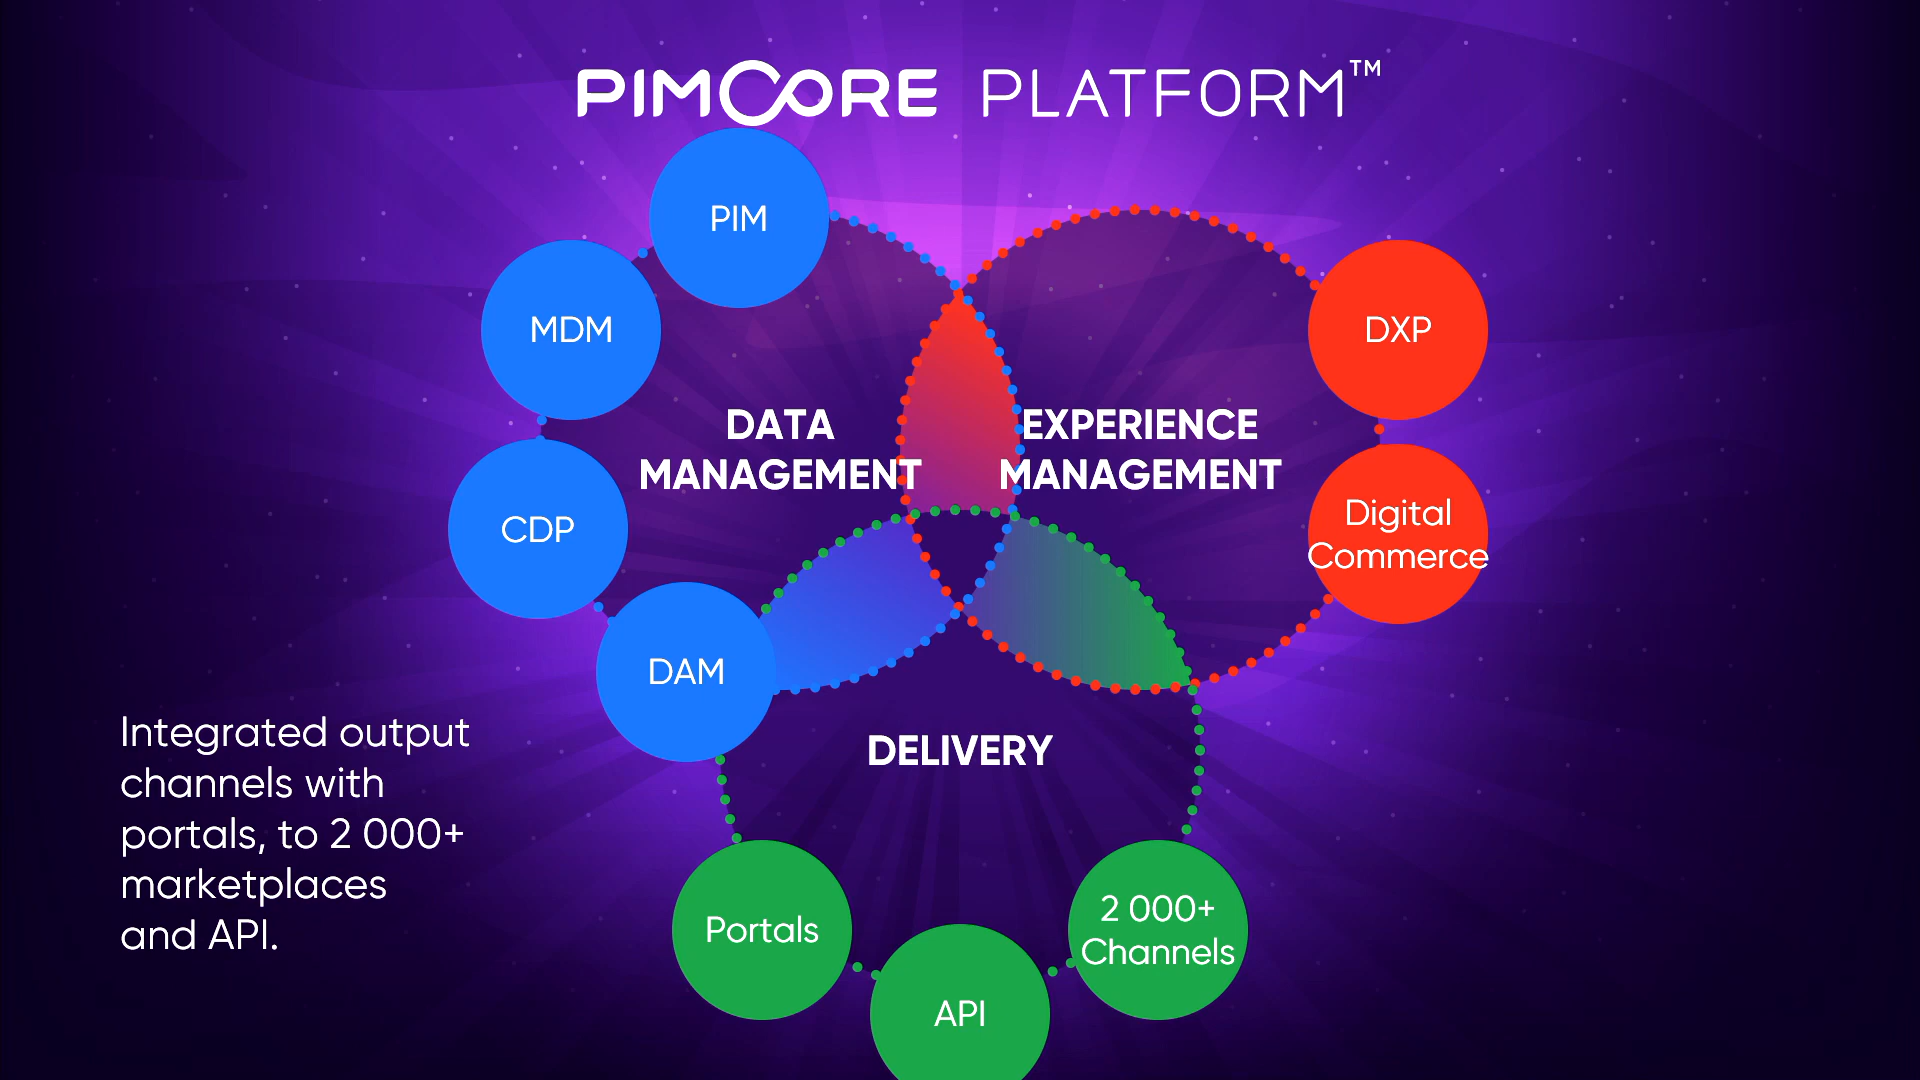 PIMCORE PLATFORM™
PIM
MDM
CDP
DAM
DATA
MANAGEMENT
EXPERIENCE
MANAGEMENT
DXP
Digital
Commerce
DELIVERY
Portals
API
2 000+
Channels
Integrated output
channels with
portals, to 2 000+
marketplaces
and API.